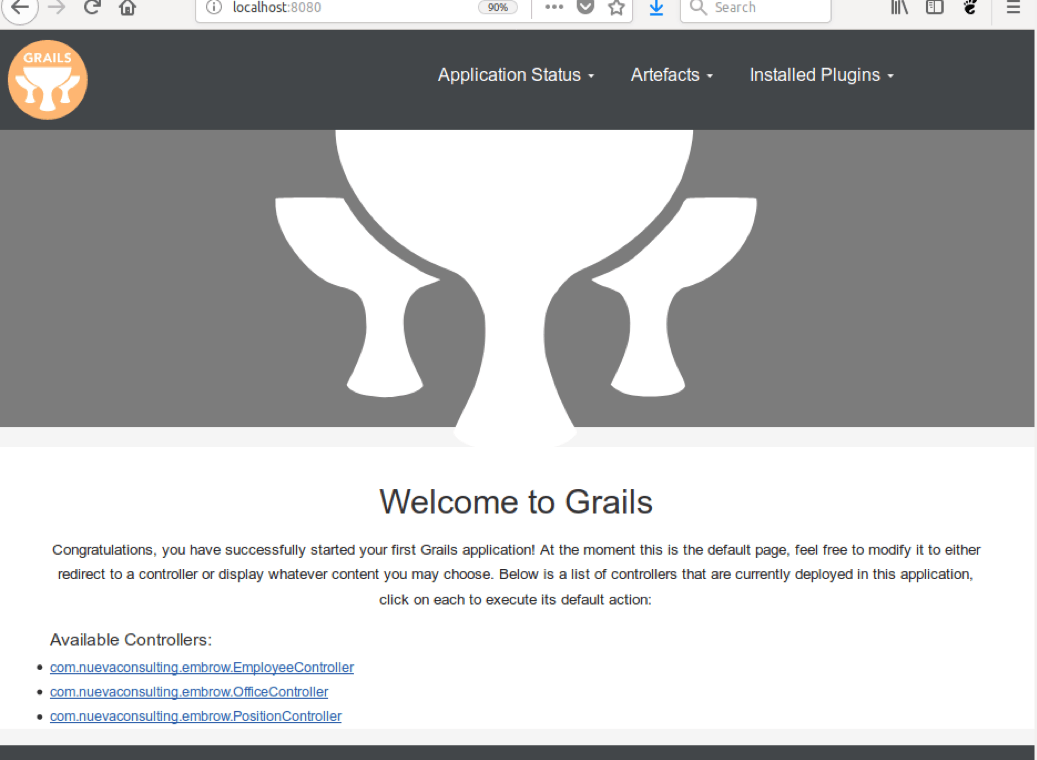 localhost:8080
90%
Search
GRAILS
Application Status
Artefacts
Installed Plugins
Welcome to Grails
Congratulations, you have successfully started your first Grails application! At the moment this is the default page, feel free to modify it to either
redirect to a controller or display whatever content you may choose. Below is a list of controllers that are currently deployed in this application,
click on each to execute its default action:
Available Controllers:
com.nuevaconsulting.embrow.EmployeeController
com.nuevaconsulting.embrow.OfficeController
com.nuevaconsulting.embrow.PositionController